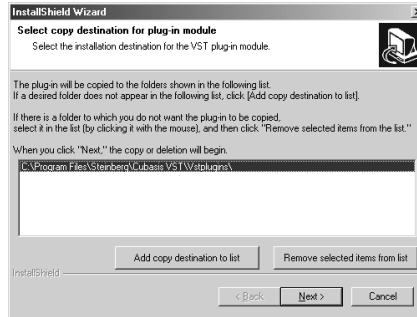 InstallShield Wizard
Select copy destination for plug-in module
Select the installation destination for the VST plug-in module.
The plug-in will be copied to the folders shown in the following list.
If a desired folder does not appear in the following list, click [Add copy destination to list].
If there is a folder to which you do not want the plug-in to be copied,
select it in the list (by clicking it with the mouse), and then click "Remove selected items from the list."
When you click "Next," the copy or deletion will begin.
C:\Program Files\Steinberg\Cubasis VST\Vstplugins\
Add copy destination to list
Remove selected items from list
InstallShield
< Back
Next >
Cancel